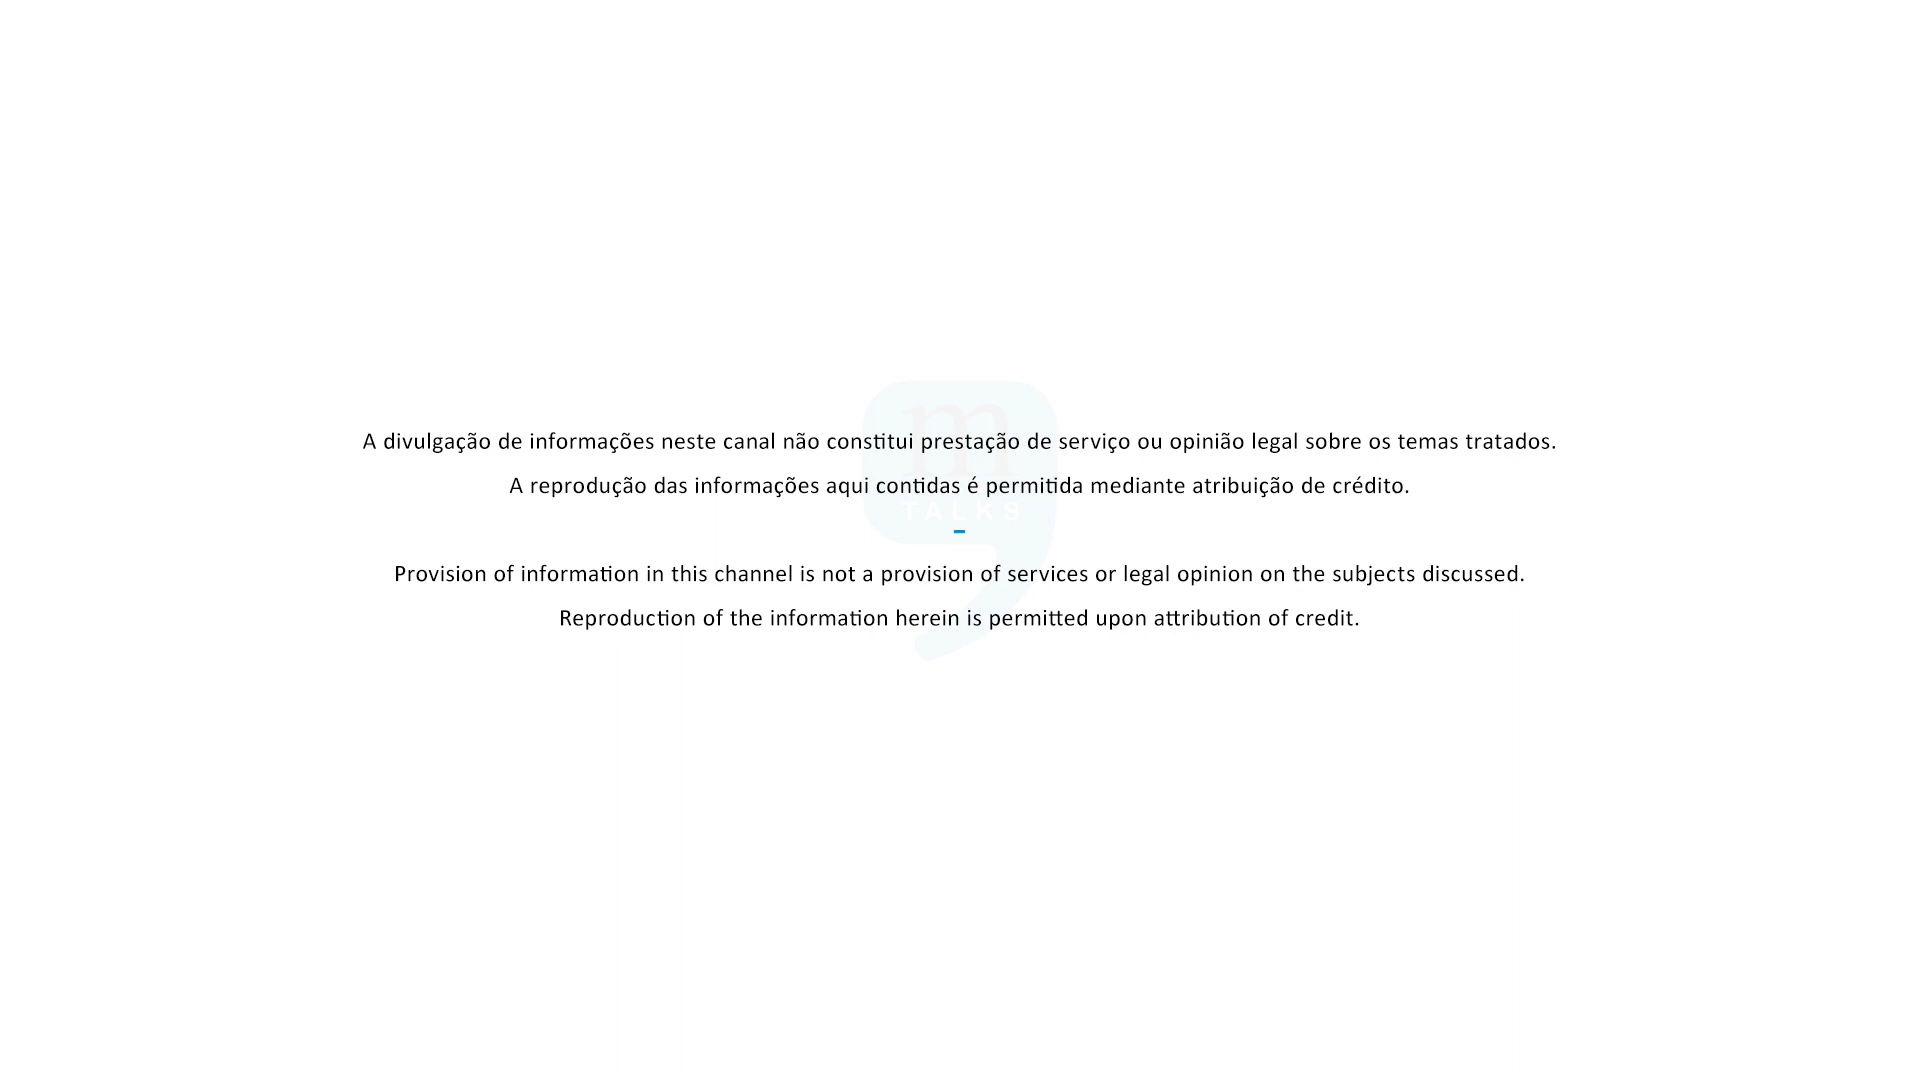 m
A divulgação de informações neste canal não constitui prestação de serviço ou opinião legal sobre os temas tratados.
A reprodução das informações aqui contidas é permitida mediante atribuição de crédito.
TALKS
–
Provision of information in this channel is not a provision of services or legal opinion on the subjects discussed.
Reproduction of the information herein is permitted upon attribution of credit.